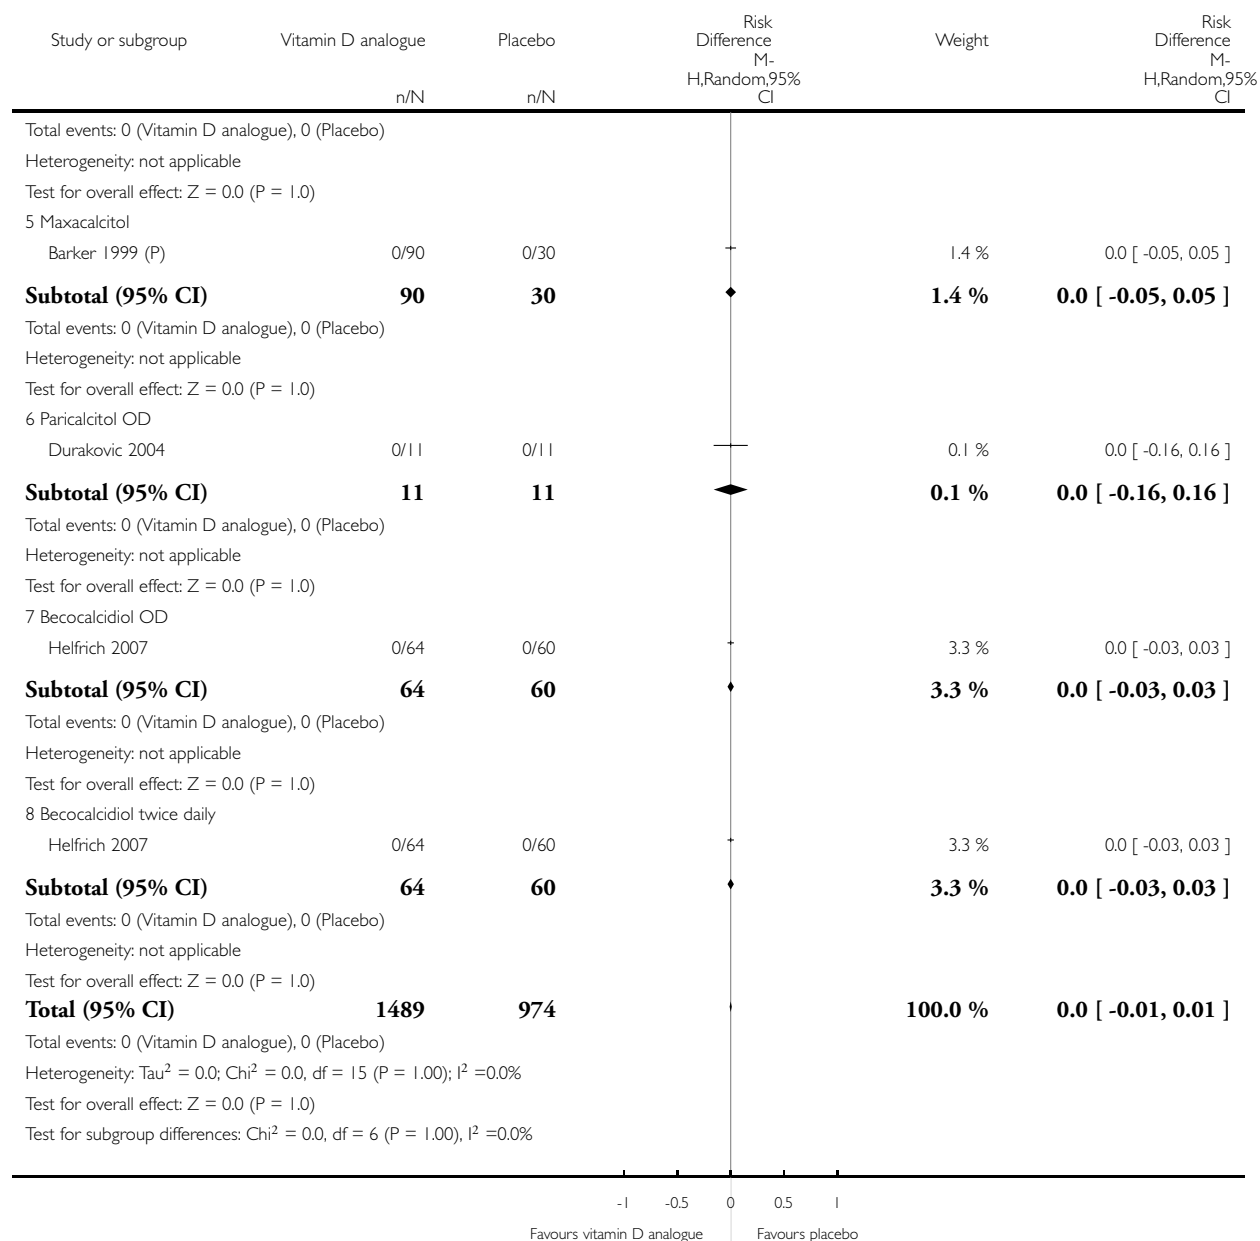 Study or subgroup Vitamin D analogue Placebo Risk Difference Weight Risk Difference
M-H,Random,95% CI M-H,Random,95% CI
n/N n/N
Total events: 0 (Vitamin D analogue), 0 (Placebo)
Heterogeneity: not applicable
Test for overall effect: Z = 0.0 (P = 1.0)
5 Maxacalcitol
Barker 1999 (P) 0/90 0/30 1.4 % 0.0 [ -0.05, 0.05 ]
Subtotal (95% CI) 90 30 1.4 % 0.0 [ -0.05, 0.05 ]
Total events: 0 (Vitamin D analogue), 0 (Placebo)
Heterogeneity: not applicable
Test for overall effect: Z = 0.0 (P = 1.0)
6 Paricalcitol OD
Durakovic 2004 0/11 0/11 0.1 % 0.0 [ -0.16, 0.16 ]
Subtotal (95% CI) 11 11 0.1 % 0.0 [ -0.16, 0.16 ]
Total events: 0 (Vitamin D analogue), 0 (Placebo)
Heterogeneity: not applicable
Test for overall effect: Z = 0.0 (P = 1.0)
7 Becocalcidiol OD
Helfrich 2007 0/64 0/60 3.3 % 0.0 [ -0.03, 0.03 ]
Subtotal (95% CI) 64 60 3.3 % 0.0 [ -0.03, 0.03 ]
Total events: 0 (Vitamin D analogue), 0 (Placebo)
Heterogeneity: not applicable
Test for overall effect: Z = 0.0 (P = 1.0)
8 Becocalcidiol twice daily
Helfrich 2007 0/64 0/60 3.3 % 0.0 [ -0.03, 0.03 ]
Subtotal (95% CI) 64 60 3.3 % 0.0 [ -0.03, 0.03 ]
Total events: 0 (Vitamin D analogue), 0 (Placebo)
Heterogeneity: not applicable
Test for overall effect: Z = 0.0 (P = 1.0)
Total (95% CI) 1489 974 100.0 % 0.0 [ -0.01, 0.01 ]
Total events: 0 (Vitamin D analogue), 0 (Placebo)
Heterogeneity: Tau² = 0.0; Chi² = 0.0, df = 15 (P = 1.00); I² =0.0%
Test for overall effect: Z = 0.0 (P = 1.0)
Test for subgroup differences: Chi² = 0.0, df = 6 (P = 1.00), I² =0.0%
-1 -0.5 0 0.5 1
Favours vitamin D analogue Favours placebo